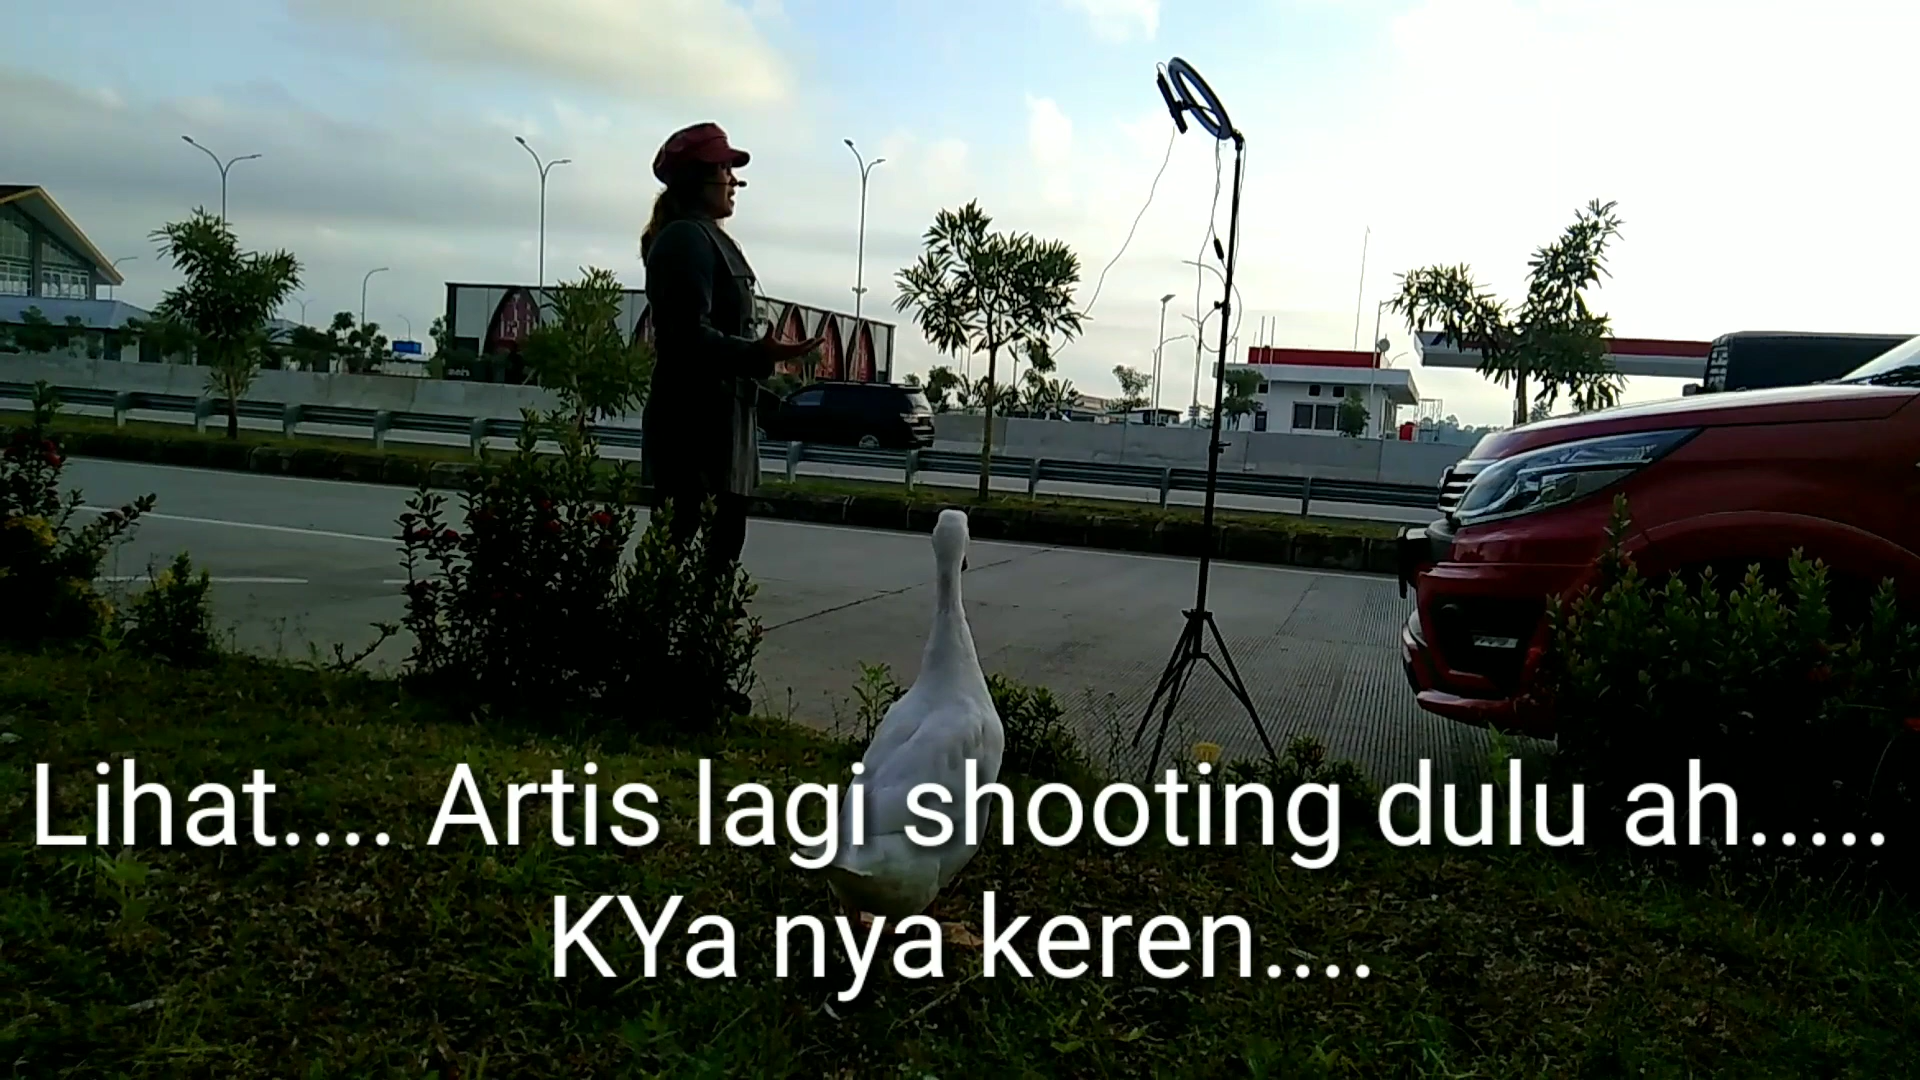 Lihat.... Artis lagi shooting dulu ah.....
KYa nya keren....